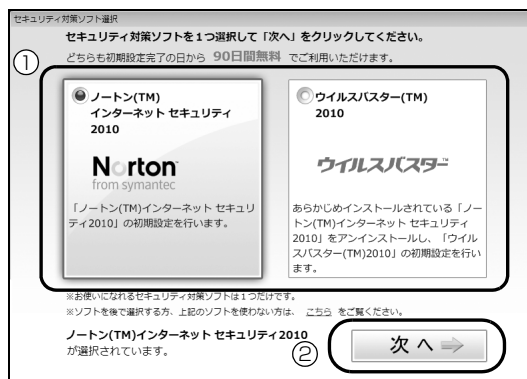 セキュリティ対策ソフト選択
セキュリティ対策ソフトを1つ選択して「次へ」をクリックしてください。
どちらも初期設定完了の日から 90日間無料 でご利用いただけます。
①
ノートン(TM)
インターネット セキュリティ
2010
Norton
from symantec
「ノートン(TM)インターネット セキュリ
ティ2010」の初期設定を行います。
ウイルスバスター(TM)
2010
ウイルスバスター™
あらかじめインストールされている「ノー
トン(TM)インターネット セキュリティ
2010」をアンインストールし、「ウイル
スバスター(TM)2010」の初期設定を行い
ます。
※お使いになれるセキュリティ対策ソフトは1つだけです。
※ソフトを後で選択する方、上記のソフトを使わない方は、 こちら をご覧ください。
ノートン(TM)インターネット セキュリティ2010
が選択されています。
②
次 へ